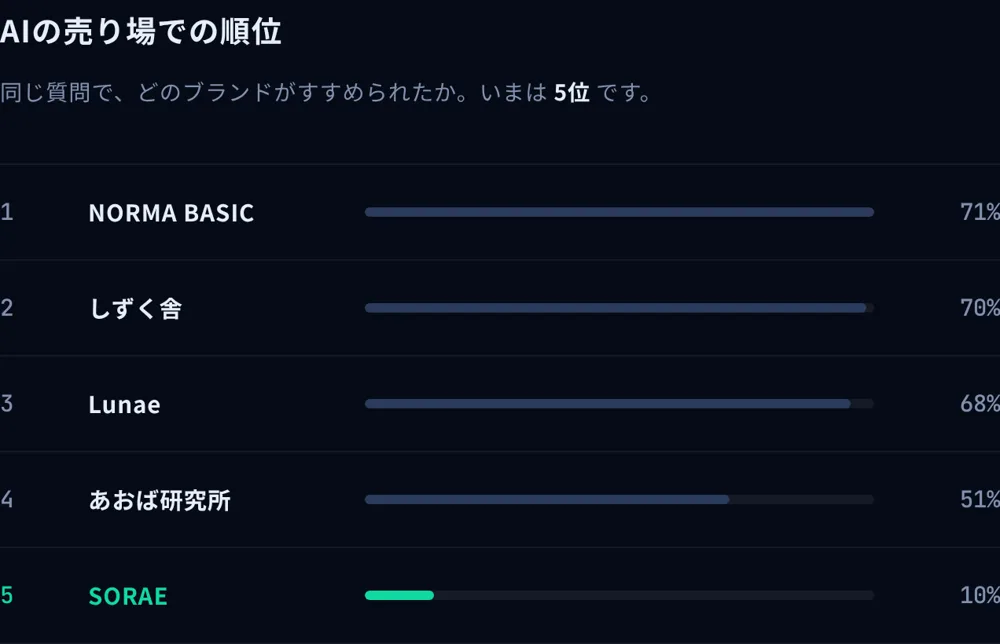 AIの売り場での順位
同じ質問で、どのブランドがすすめられたか。いまは 5位 です。
1 NORMA BASIC 71%
2 しずく舎 70%
3 Lunae 68%
4 あおば研究所 51%
5 SORAE 10%